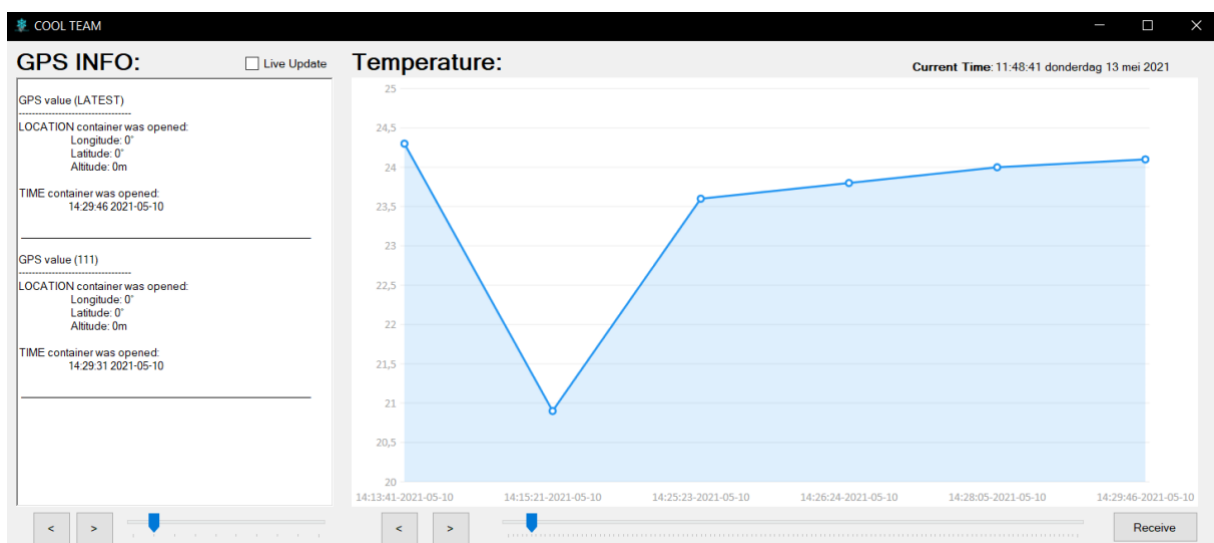 COOL TEAM
GPS INFO:
Live Update
GPS value (LATEST)
----------------------------------
LOCATION container was opened:
Longitude: 0°
Latitude: 0°
Altitude: 0m
TIME container was opened:
14:29:46 2021-05-10
GPS value (111)
----------------------------------
LOCATION container was opened:
Longitude: 0°
Latitude: 0°
Altitude: 0m
TIME container was opened:
14:29:31 2021-05-10
< >
Temperature:
Current Time: 11:48:41 donderdag 13 mei 2021
25
24,5
24
23,5
23
22,5
22
21,5
21
20,5
20
14:13:41-2021-05-10 14:15:21-2021-05-10 14:25:23-2021-05-10 14:26:24-2021-05-10 14:28:05-2021-05-10 14:29:46-2021-05-10
< > Receive